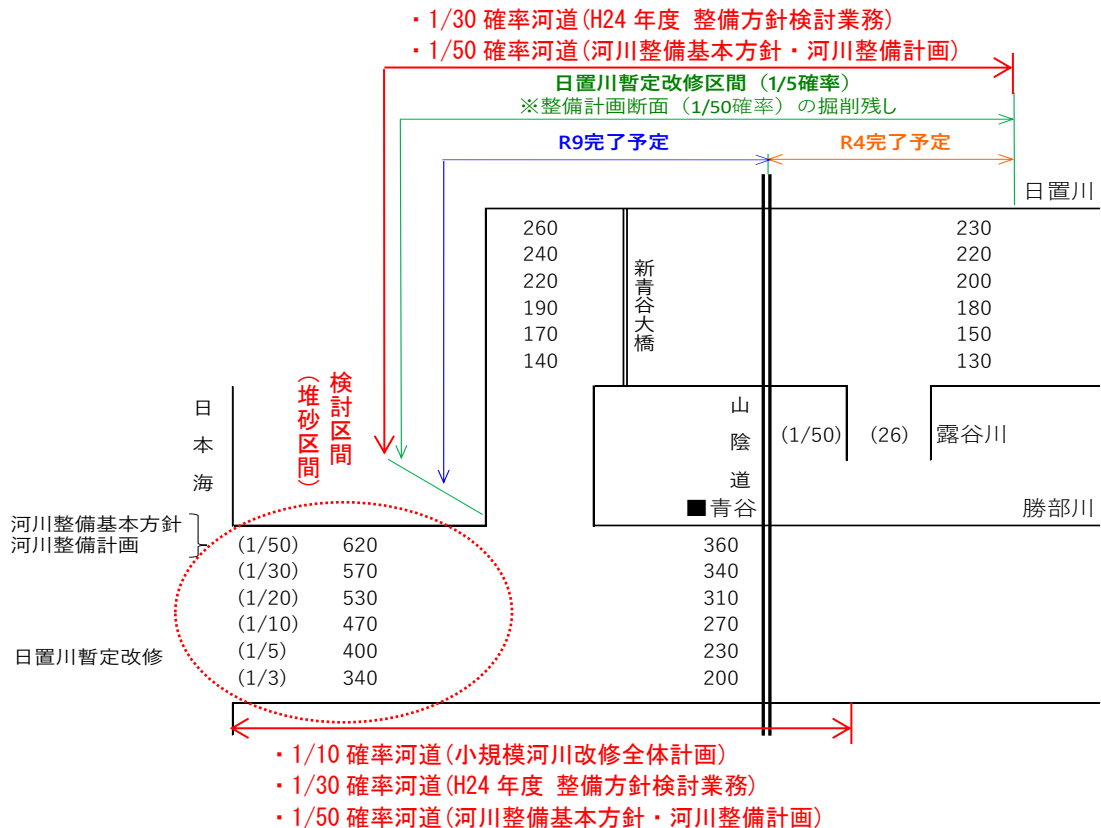 ・1/30 確率河道(H24 年度 整備方針検討業務)
・1/50 確率河道(河川整備基本方針・河川整備計画)
日置川暫定改修区間（1/5確率）
※整備計画断面（1/50確率）の掘削残し
R9完了予定
R4完了予定
日置川
260
240
220
190
170
140
新青谷大橋
230
220
200
180
150
130
日本海
検討区間
(堆砂区間)
山陰道
(1/50)
(26)
露谷川
■青谷
勝部川
河川整備基本方針
河川整備計画
(1/50) 620
(1/30) 570
(1/20) 530
(1/10) 470
(1/5) 400
(1/3) 340
日置川暫定改修
360
340
310
270
230
200
・1/10 確率河道(小規模河川改修全体計画)
・1/30 確率河道(H24 年度 整備方針検討業務)
・1/50 確率河道(河川整備基本方針・河川整備計画)